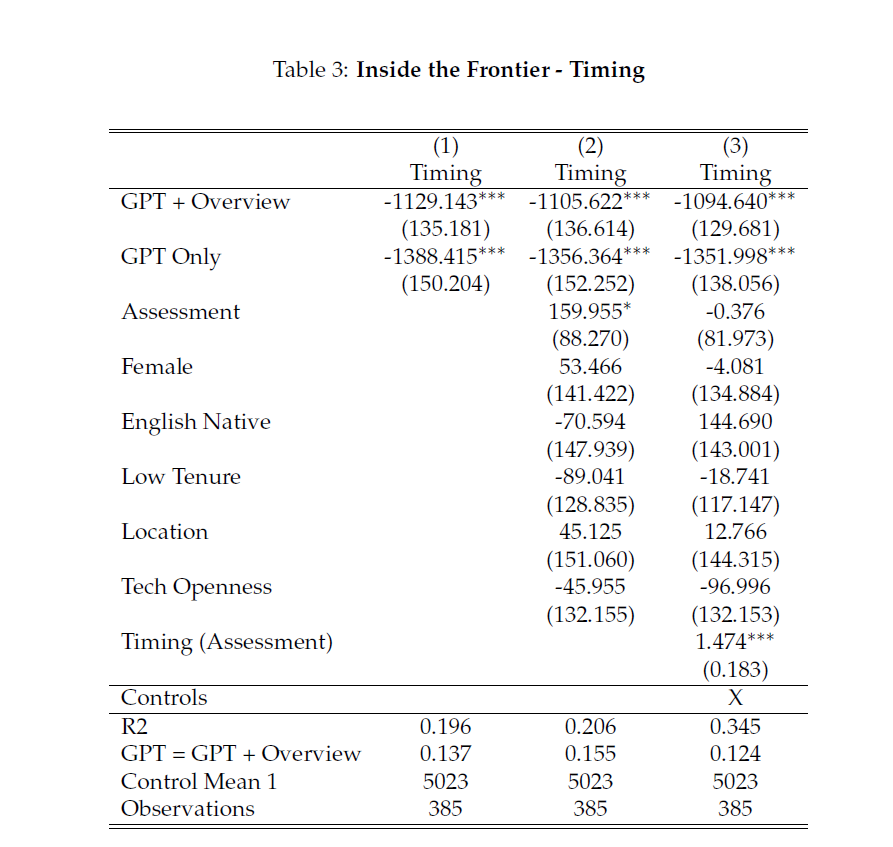 Table 3: Inside the Frontier - Timing
(1) (2) (3)
Timing Timing Timing
GPT + Overview -1129.143*** -1105.622*** -1094.640***
(135.181) (136.614) (129.681)
GPT Only -1388.415*** -1356.364*** -1351.998***
(150.204) (152.252) (138.056)
Assessment 159.955* -0.376
(88.270) (81.973)
Female 53.466 -4.081
(141.422) (134.884)
English Native -70.594 144.690
(147.939) (143.001)
Low Tenure -89.041 -18.741
(128.835) (117.147)
Location 45.125 12.766
(151.060) (144.315)
Tech Openness -45.955 -96.996
(132.155) (132.153)
Timing (Assessment) 1.474***
(0.183)
Controls X
R2 0.196 0.206 0.345
GPT = GPT + Overview 0.137 0.155 0.124
Control Mean 1 5023 5023 5023
Observations 385 385 385